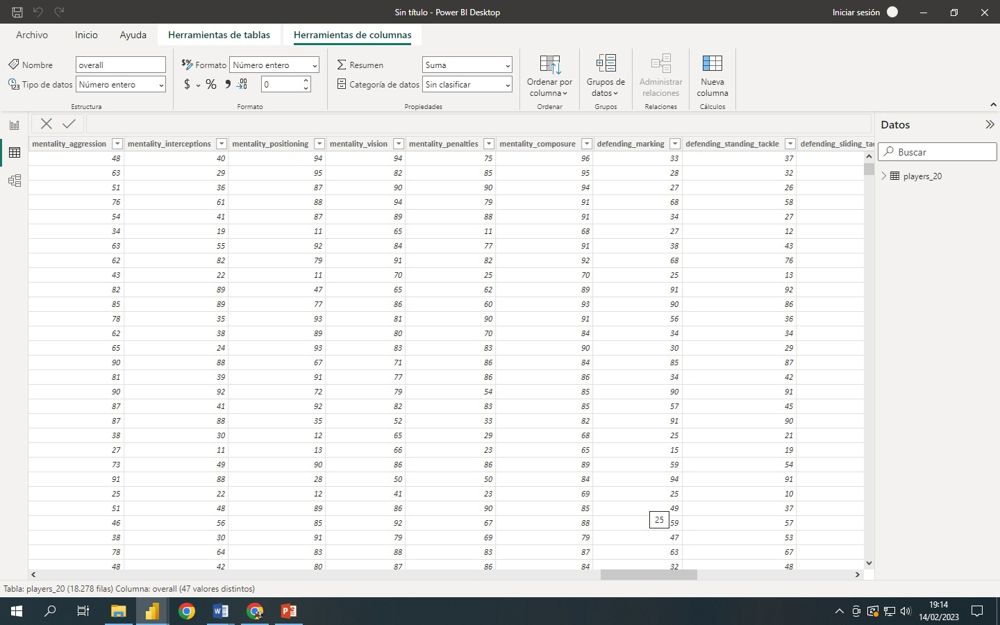 Sin título - Power BI Desktop
Iniciar sesión
Archivo Inicio Ayuda Herramientas de tablas Herramientas de columnas
Nombre overall $% Formato Número entero Resumen Suma
Tipo de datos Número entero $ % 0 Categoría de datos Sin clasificar
Ordenar por columna
Grupos de datos
Administrar relaciones
Nueva columna
Estructura Formato Propiedades Ordenar Grupos Relaciones Cálculos
Datos
Buscar
players_20
mentality_aggression mentality_interceptions mentality_positioning mentality_vision mentality_penalties mentality_composure defending_marking defending_standing_tackle defending_sliding_tac
48 40 94 94 75 96 33 37
63 29 95 82 85 95 28 32
51 36 87 90 90 94 27 26
76 61 88 94 79 91 68 58
54 41 87 89 88 91 34 27
34 19 11 65 11 68 27 12
63 55 92 84 77 91 38 43
62 82 79 91 82 92 68 76
43 22 11 70 25 70 25 13
82 89 47 65 62 89 91 92
85 89 77 86 60 93 90 86
78 35 93 81 90 91 56 36
62 38 89 80 70 84 34 34
65 24 93 83 83 90 30 29
90 88 67 71 86 84 85 87
81 39 91 77 86 86 34 42
90 92 72 79 54 85 90 91
87 41 92 82 83 85 57 45
87 88 35 52 33 82 91 90
38 30 12 65 29 68 25 21
27 11 13 66 23 65 15 19
73 49 90 86 86 89 59 54
91 88 28 50 50 84 94 91
25 22 12 41 23 69 25 10
51 48 89 86 90 85 49 37
46 56 85 92 67 88 59 57
25
38 30 91 79 69 79 47 53
78 64 83 88 83 87 63 67
48 42 80 87 86 84 32 48
Tabla: players_20 (18.278 filas) Columna: overall (47 valores distintos)
19:14
14/02/2023